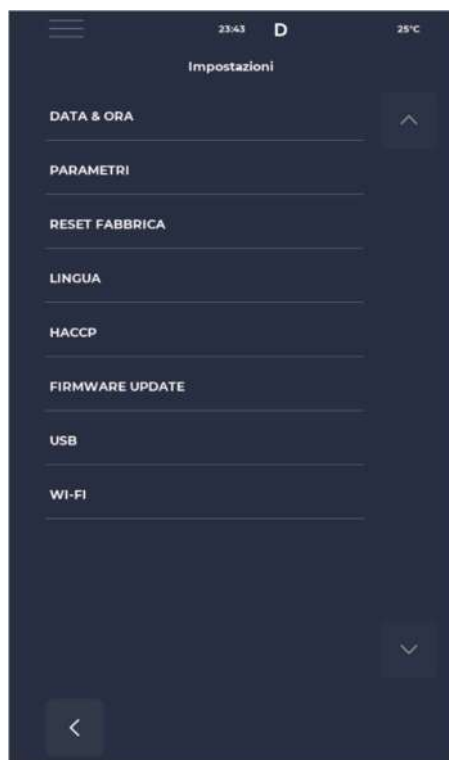 23:43 D 25°C
Impostazioni
DATA & ORA
PARAMETRI
RESET FABBRICA
LINGUA
HACCP
FIRMWARE UPDATE
USB
WI-FI